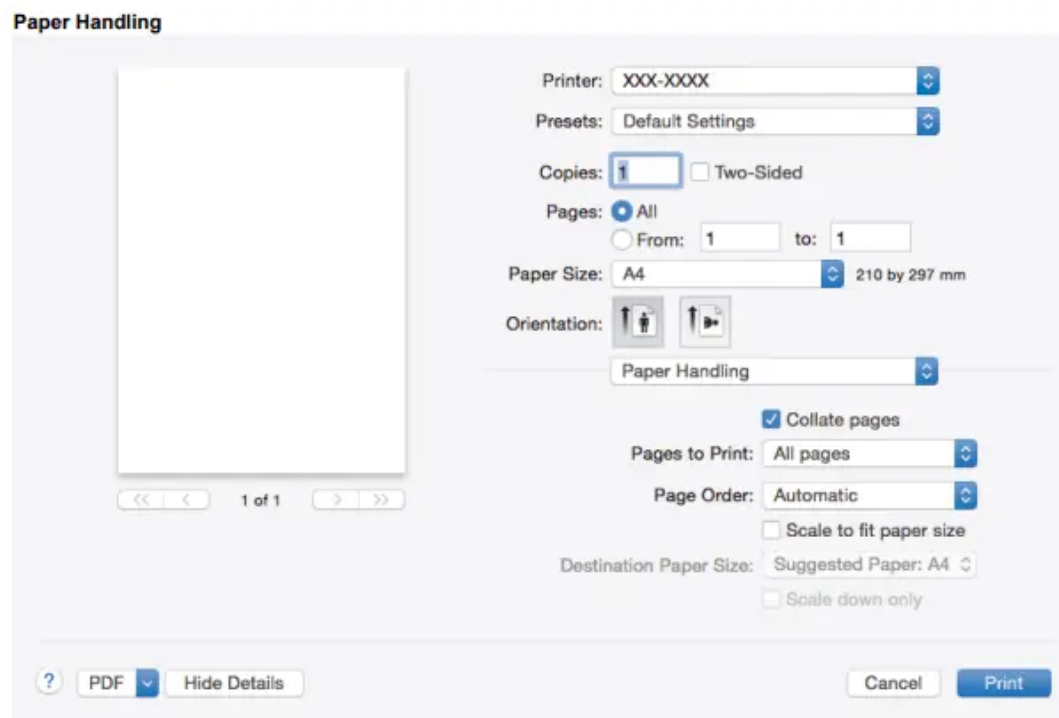 Paper Handling
Printer: XXX-XXXX
Presets: Default Settings
Copies: 1 Two-Sided
Pages: All
From: 1 to: 1
Paper Size: A4 210 by 297 mm
Orientation:
Paper Handling
Collate pages
Pages to Print: All pages
<< < 1 of 1 > >>
Page Order: Automatic
Scale to fit paper size
Destination Paper Size: Suggested Paper: A4
Scale down only
? PDF Hide Details Cancel Print